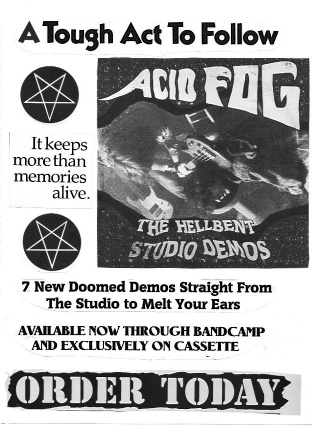 A Tough Act To Follow
ACID FOG
It keeps
more than
memories
alive.
THE HELLBENT
STUDIO DEMOS
7 New Doomed Demos Straight From
The Studio to Melt Your Ears
AVAILABLE NOW THROUGH BANDCAMP
AND EXCLUSIVELY ON CASSETTE
ORDER TODAY